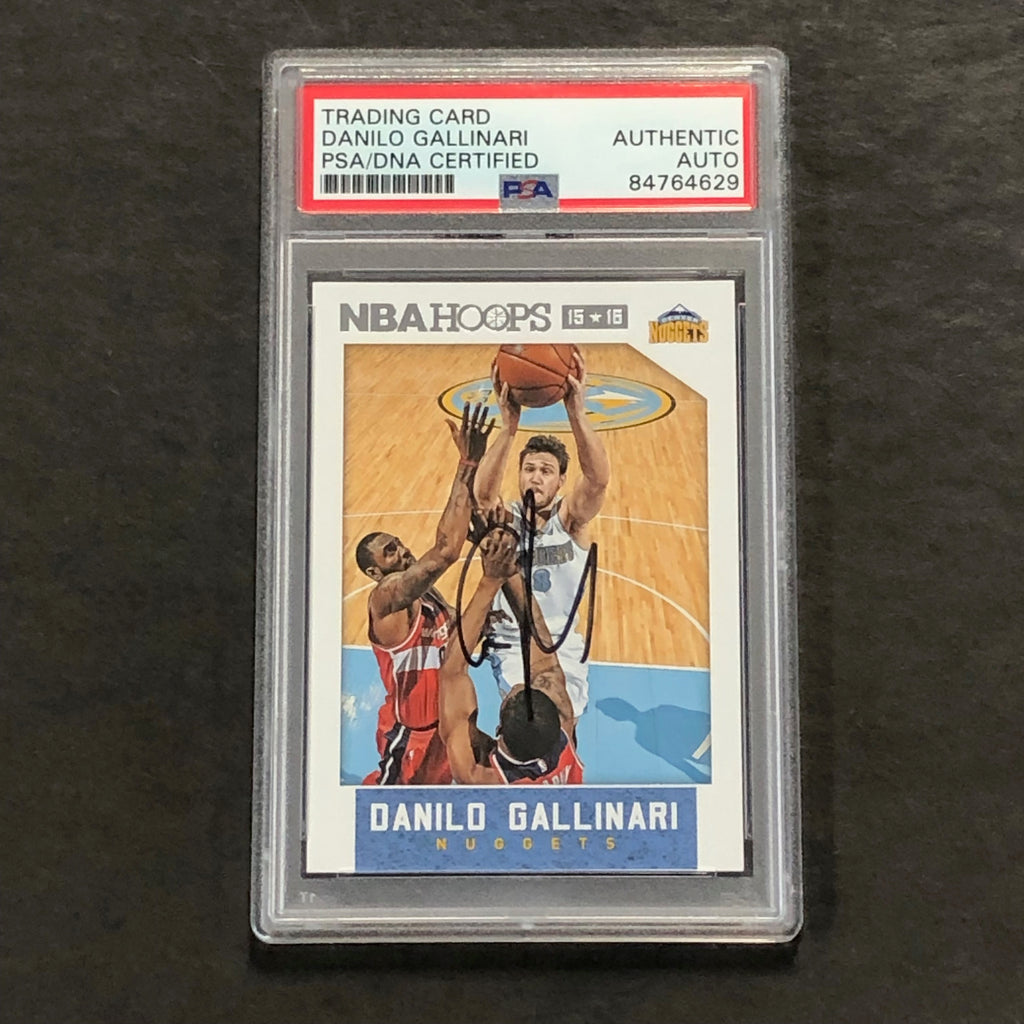 TRADING CARD
DANILO GALLINARI
PSA/DNA CERTIFIED
AUTHENTIC
AUTO
84764629
PSA
NBA HOOPS 15★16
NUGGETS
8
DANILO GALLINARI
NUGGETS